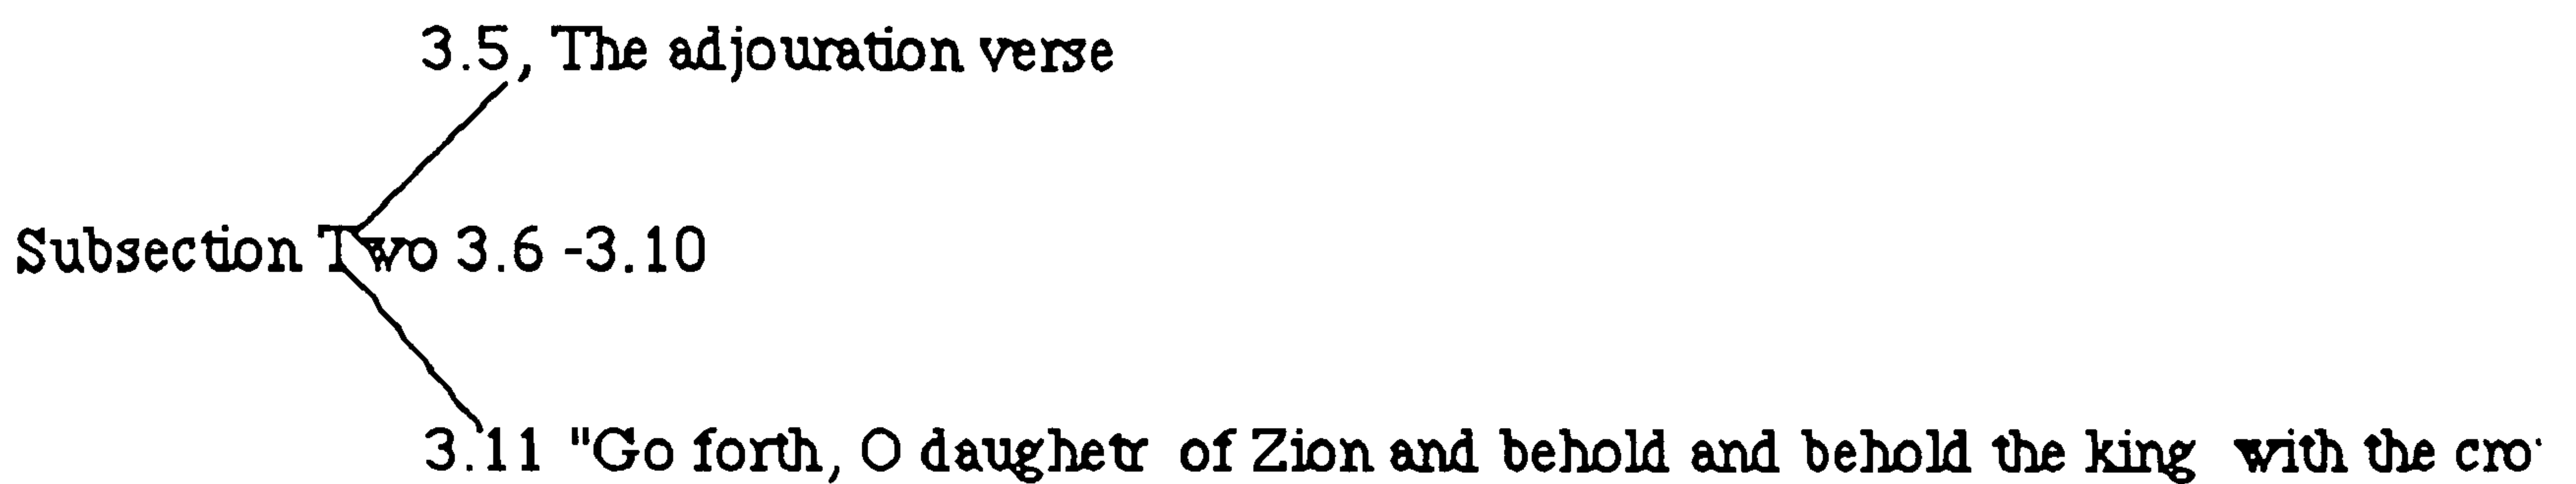 3.5, The adjouration verse
Subsection Two 3.6 -3.10
3.11 "Go forth, O daughetr of Zion and behold and behold the king with the cro